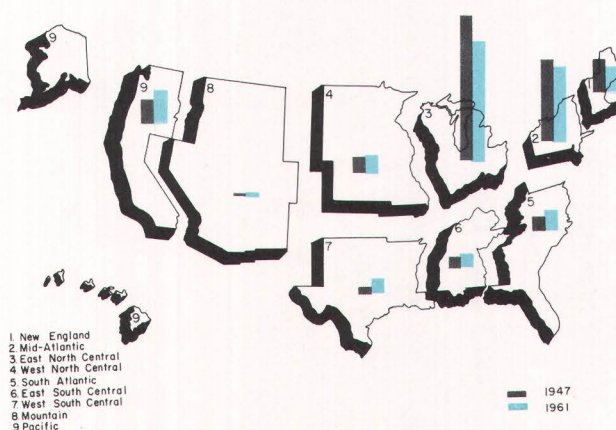 9
9
8
4
3
2
1
5
6
7
9
1. New England
2. Mid-Atlantic
3. East North Central
4. West North Central
5 South Atlantic
6. East South Central
7. West South Central
8 Mountain
9 Pacific
1947
1961